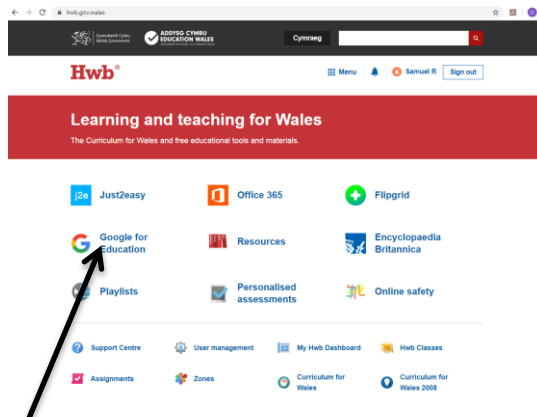 hwb.gov.wales
Llywodraeth Cymru
Welsh Government
ADDYSG CYMRU
EDUCATION WALES
Cymraeg
Hwb
Menu
Samuel R
Sign out
Learning and teaching for Wales
The Curriculum for Wales and free educational tools and materials.
j2e
Just2easy
Office 365
Flipgrid
Google for
Education
Resources
Encyclopaedia
Britannica
Playlists
Personalised
assessments
Online safety
Support Centre
User management
My Hwb Dashboard
Hwb Classes
Assignments
Zones
Curriculum for
Wales
Curriculum for
Wales 2008